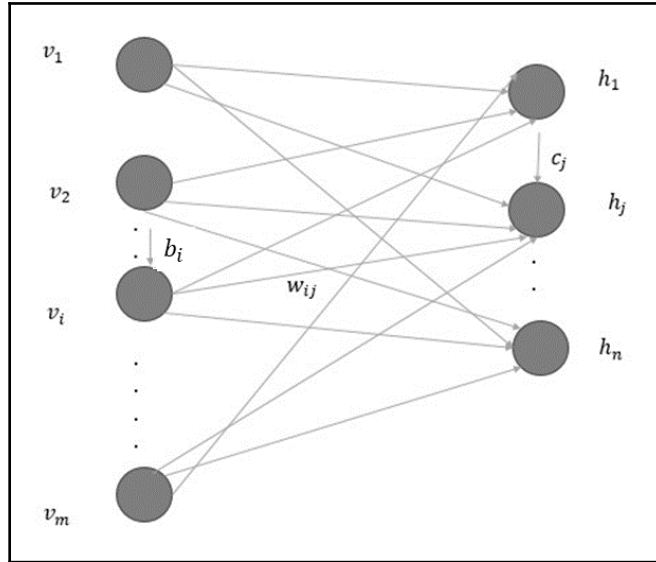 v₁
h₁
cⱼ
v₂
hⱼ
bᵢ
wᵢⱼ
vᵢ
hₙ
vₘ